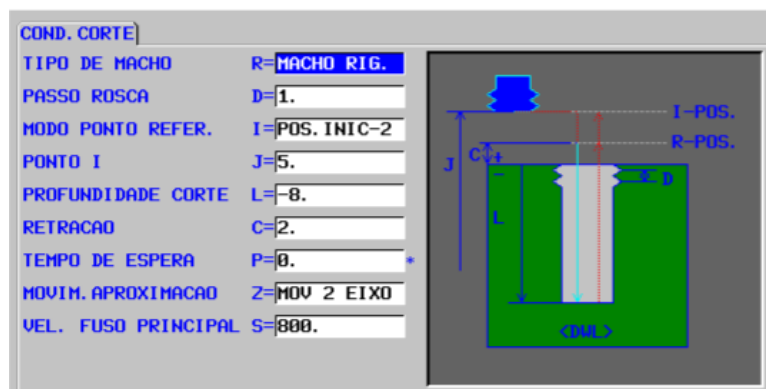 COND. CORTE
TIPO DE MACHO R=MACHO RIG.
PASSO ROSCA D=1.
MODO PONTO REFER. I=POS.INIC-2
PONTO I J=5.
PROFUNDIDADE CORTE L=-8.
RETRACAO C=2.
TEMPO DE ESPERA P=0. *
MOVIM.APROXIMACAO Z=MOV 2 EIXO
VEL. FUSO PRINCIPAL S=800.
I-POS.
R-POS.
C +
J
-
D
L
<DWL>